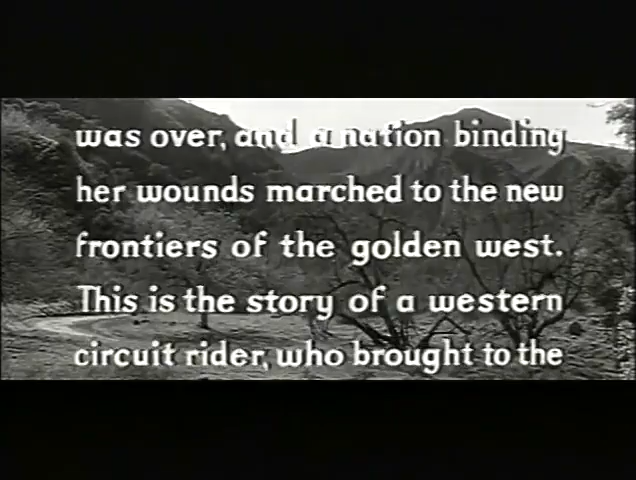 was over, and a nation binding
her wounds marched to the new
frontiers of the golden west.
This is the story of a western
circuit rider, who brought to the